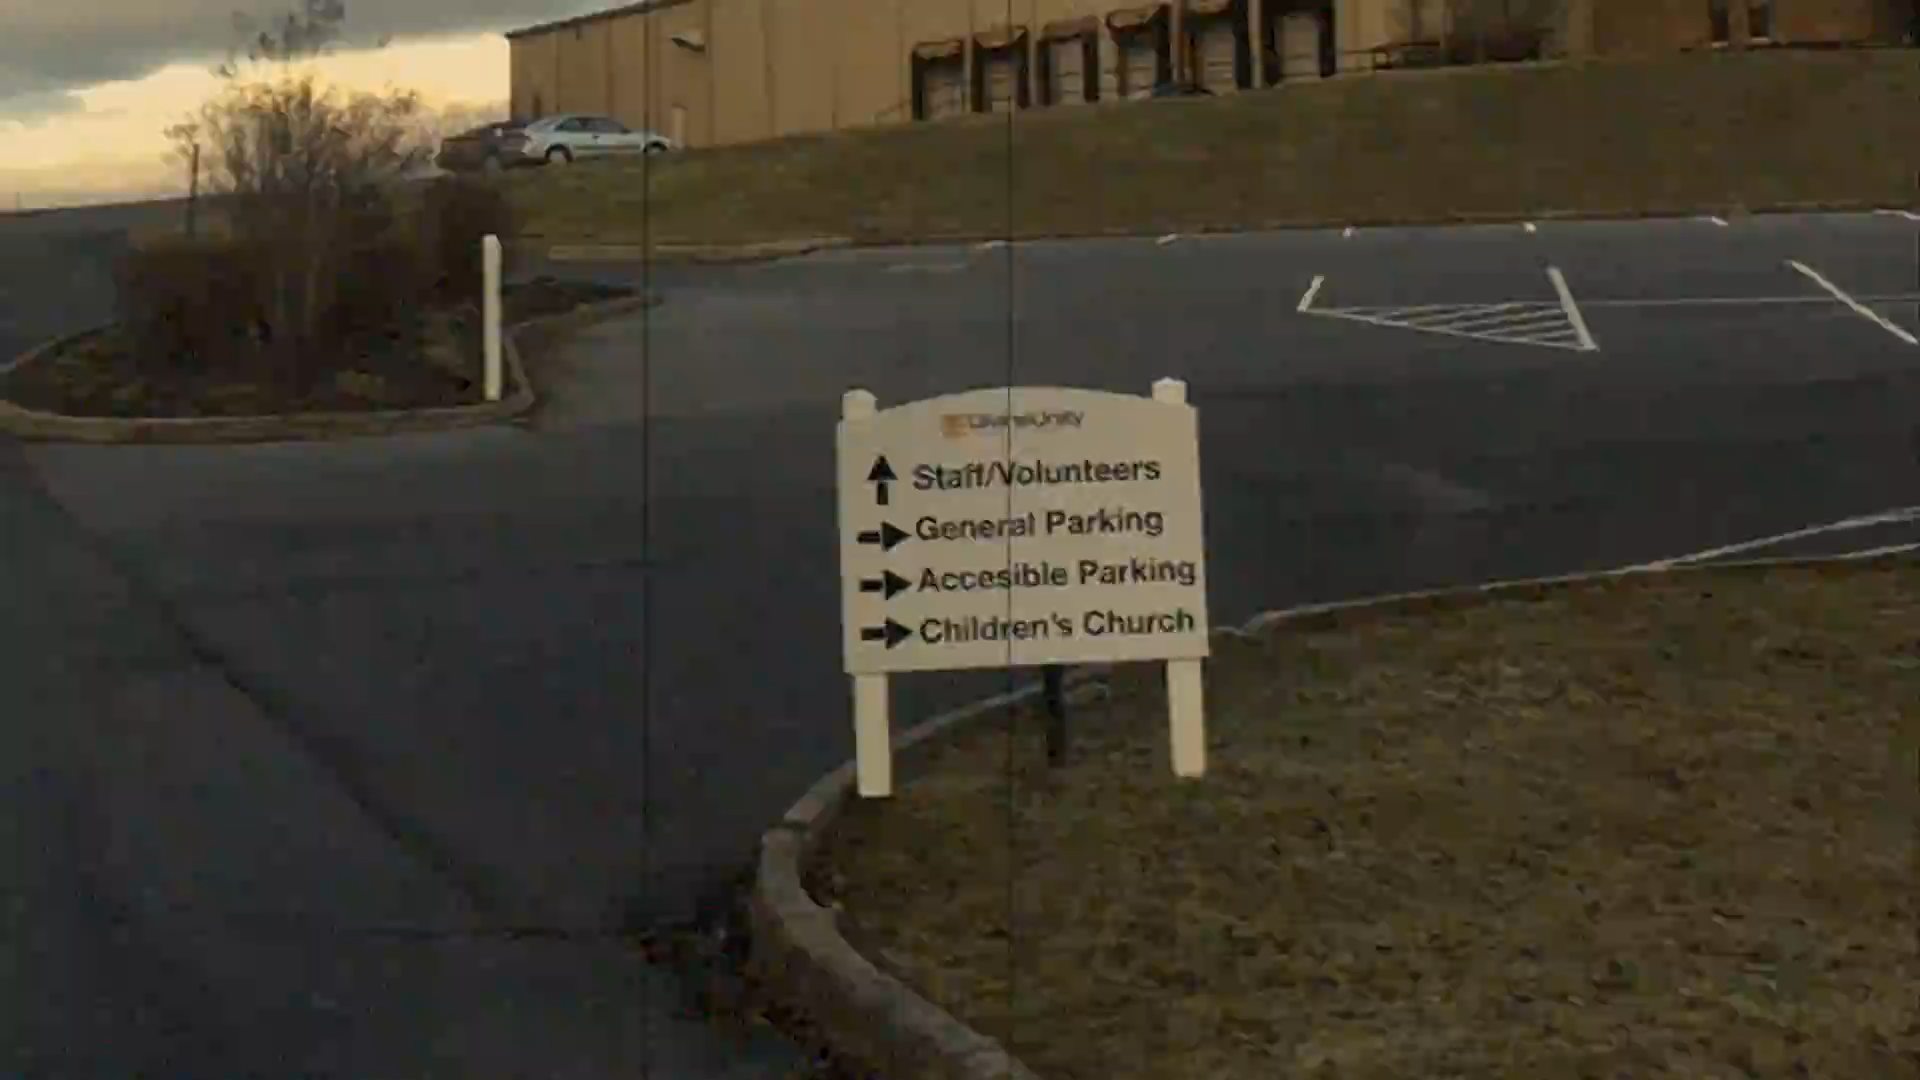 Staff/Volunteers
General Parking
Accesible Parking
Children's Church